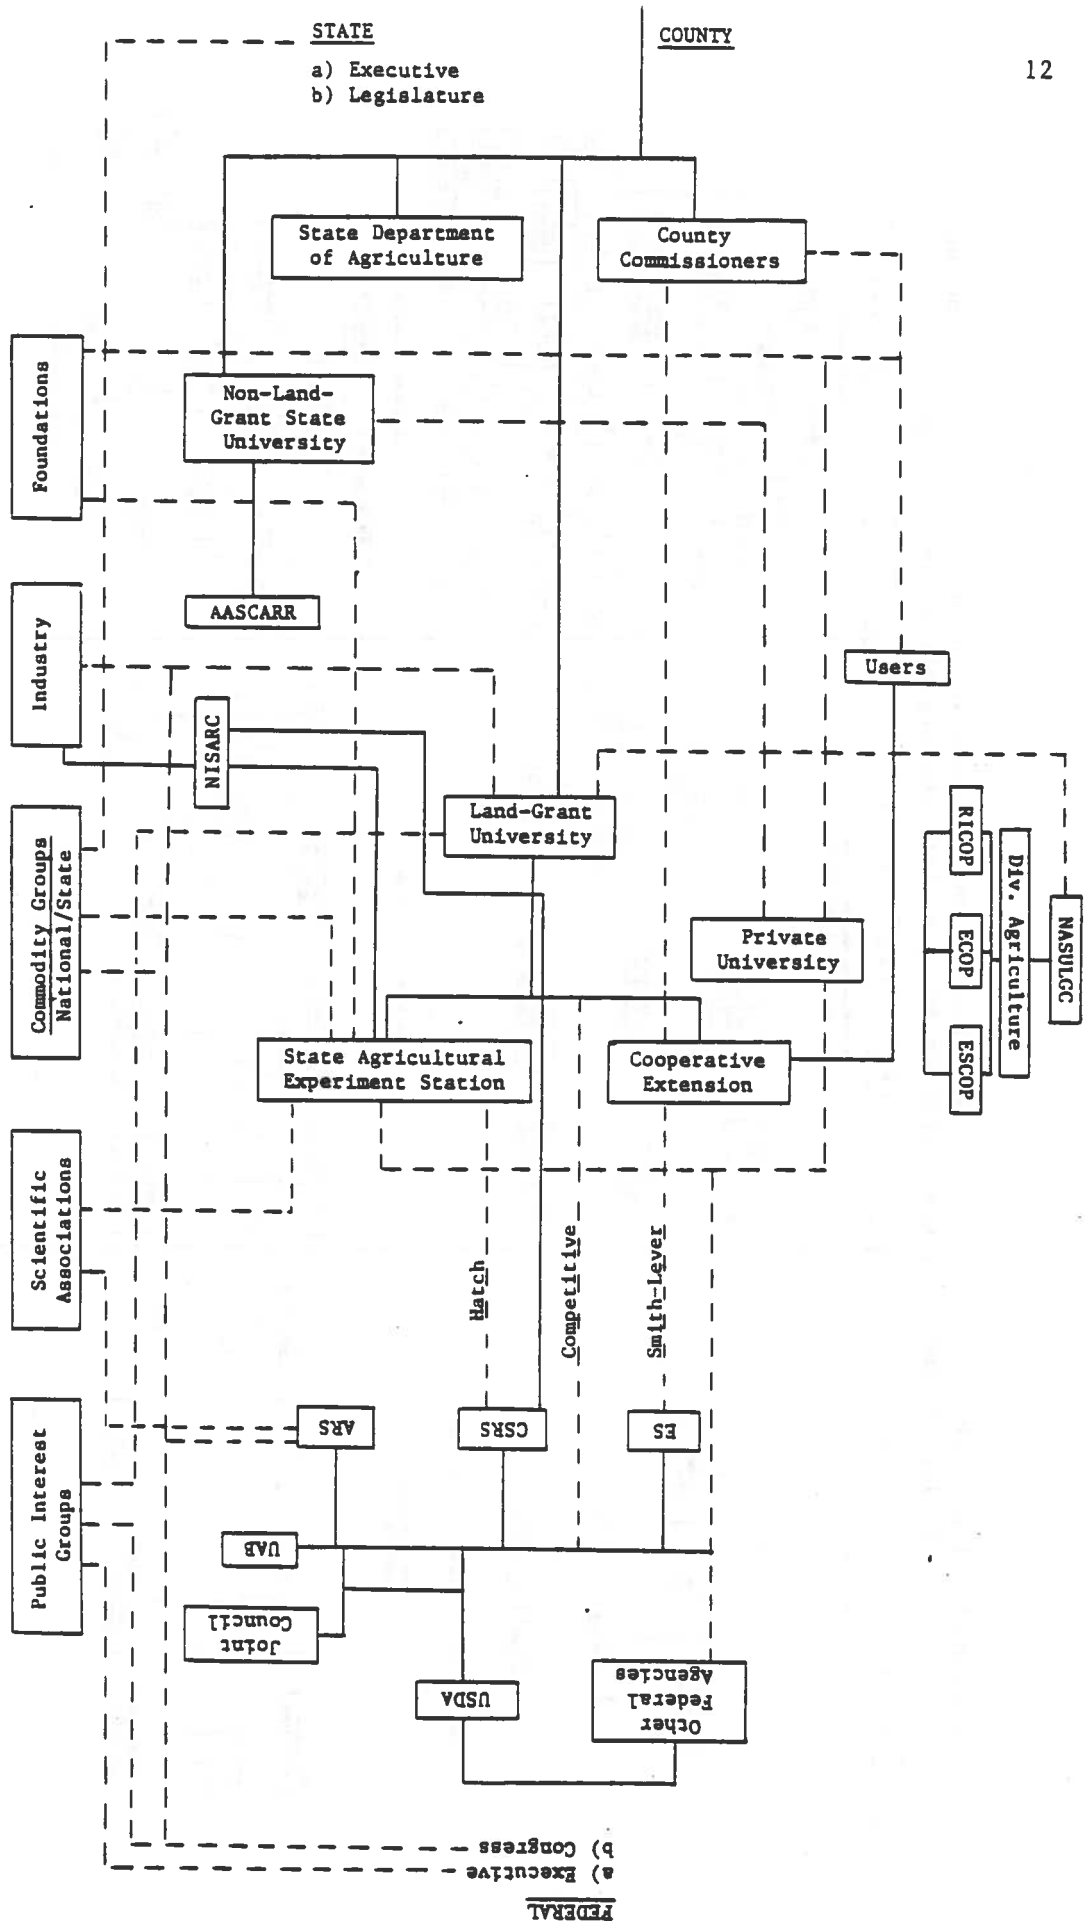 12
STATE
a) Executive
b) Legislature
COUNTY
State Department
of Agriculture
County
Commissioners
Foundations
Non-Land-
Grant State
University
AASCARR
Industry
NISARC
Users
Land-Grant
University
Commodity Groups
National/State
Private
University
RICOP
ECOP
ESCOP
Div. Agriculture
NASULGC
State Agricultural
Experiment Station
Cooperative
Extension
Scientific
Associations
Hatch
Competitive
Smith-Lever
Public Interest
Groups
ARS
CSRS
ES
UAB
Joint
Council
USDA
Other
Federal
Agencies
FEDERAL
a) Executive
b) Congress